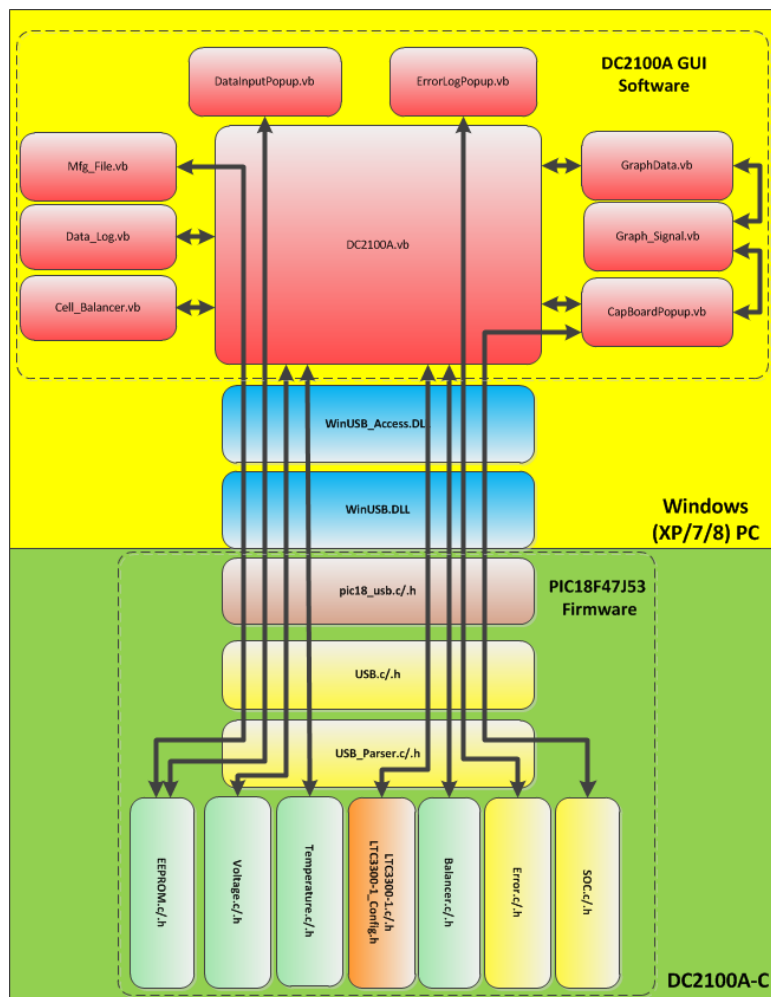 DC2100A GUI
Software
DataInputPopup.vb
ErrorLogPopup.vb
Mfg_File.vb
GraphData.vb
Data_Log.vb
DC2100A.vb
Graph_Signal.vb
Cell_Balancer.vb
CapBoardPopup.vb
WinUSB_Access.DLL
WinUSB.DLL
Windows
(XP/7/8) PC
pic18_usb.c/.h
PIC18F47J53
Firmware
USB.c/.h
USB_Parser.c/.h
EEPROM.c/.h
Voltage.c/.h
Temperature.c/.h
LTC3300-1.c/.h
LTC3300-1_Config.h
Balancer.c/.h
Error.c/.h
SOC.c/.h
DC2100A-C